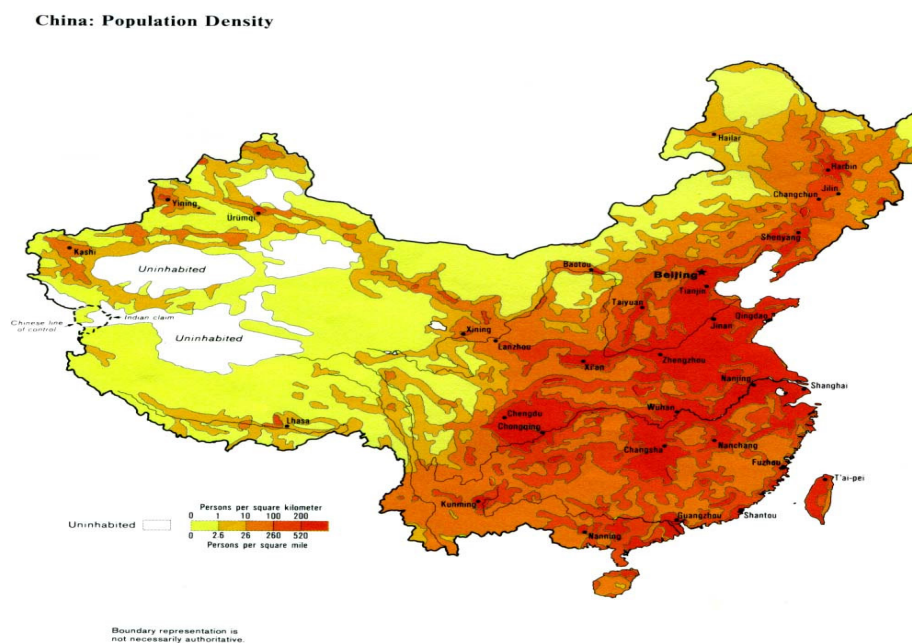 China: Population Density
Hailar
Harbin
Jilin
Changchun
Yining
Ürümqi
Shenyang
Kashi
Uninhabited
Baotou
Beijing
Tianjin
Taiyuan
Indian claim
Chinese line
of control
Uninhabited
Xining
Lanzhou
Qingdao
Jinan
Xi'an
Zhengzhou
Nanjing
Shanghai
Lhasa
Chengdu
Chongqing
Wuhan
Changsha
Nanchang
Fuzhou
T'ai-pei
Kunming
Guangzhou
Shantou
Nanning
Persons per square kilometer
0 1 10 100 200
Uninhabited
0 2.6 26 260 520
Persons per square mile
Boundary representation is
not necessarily authoritative.